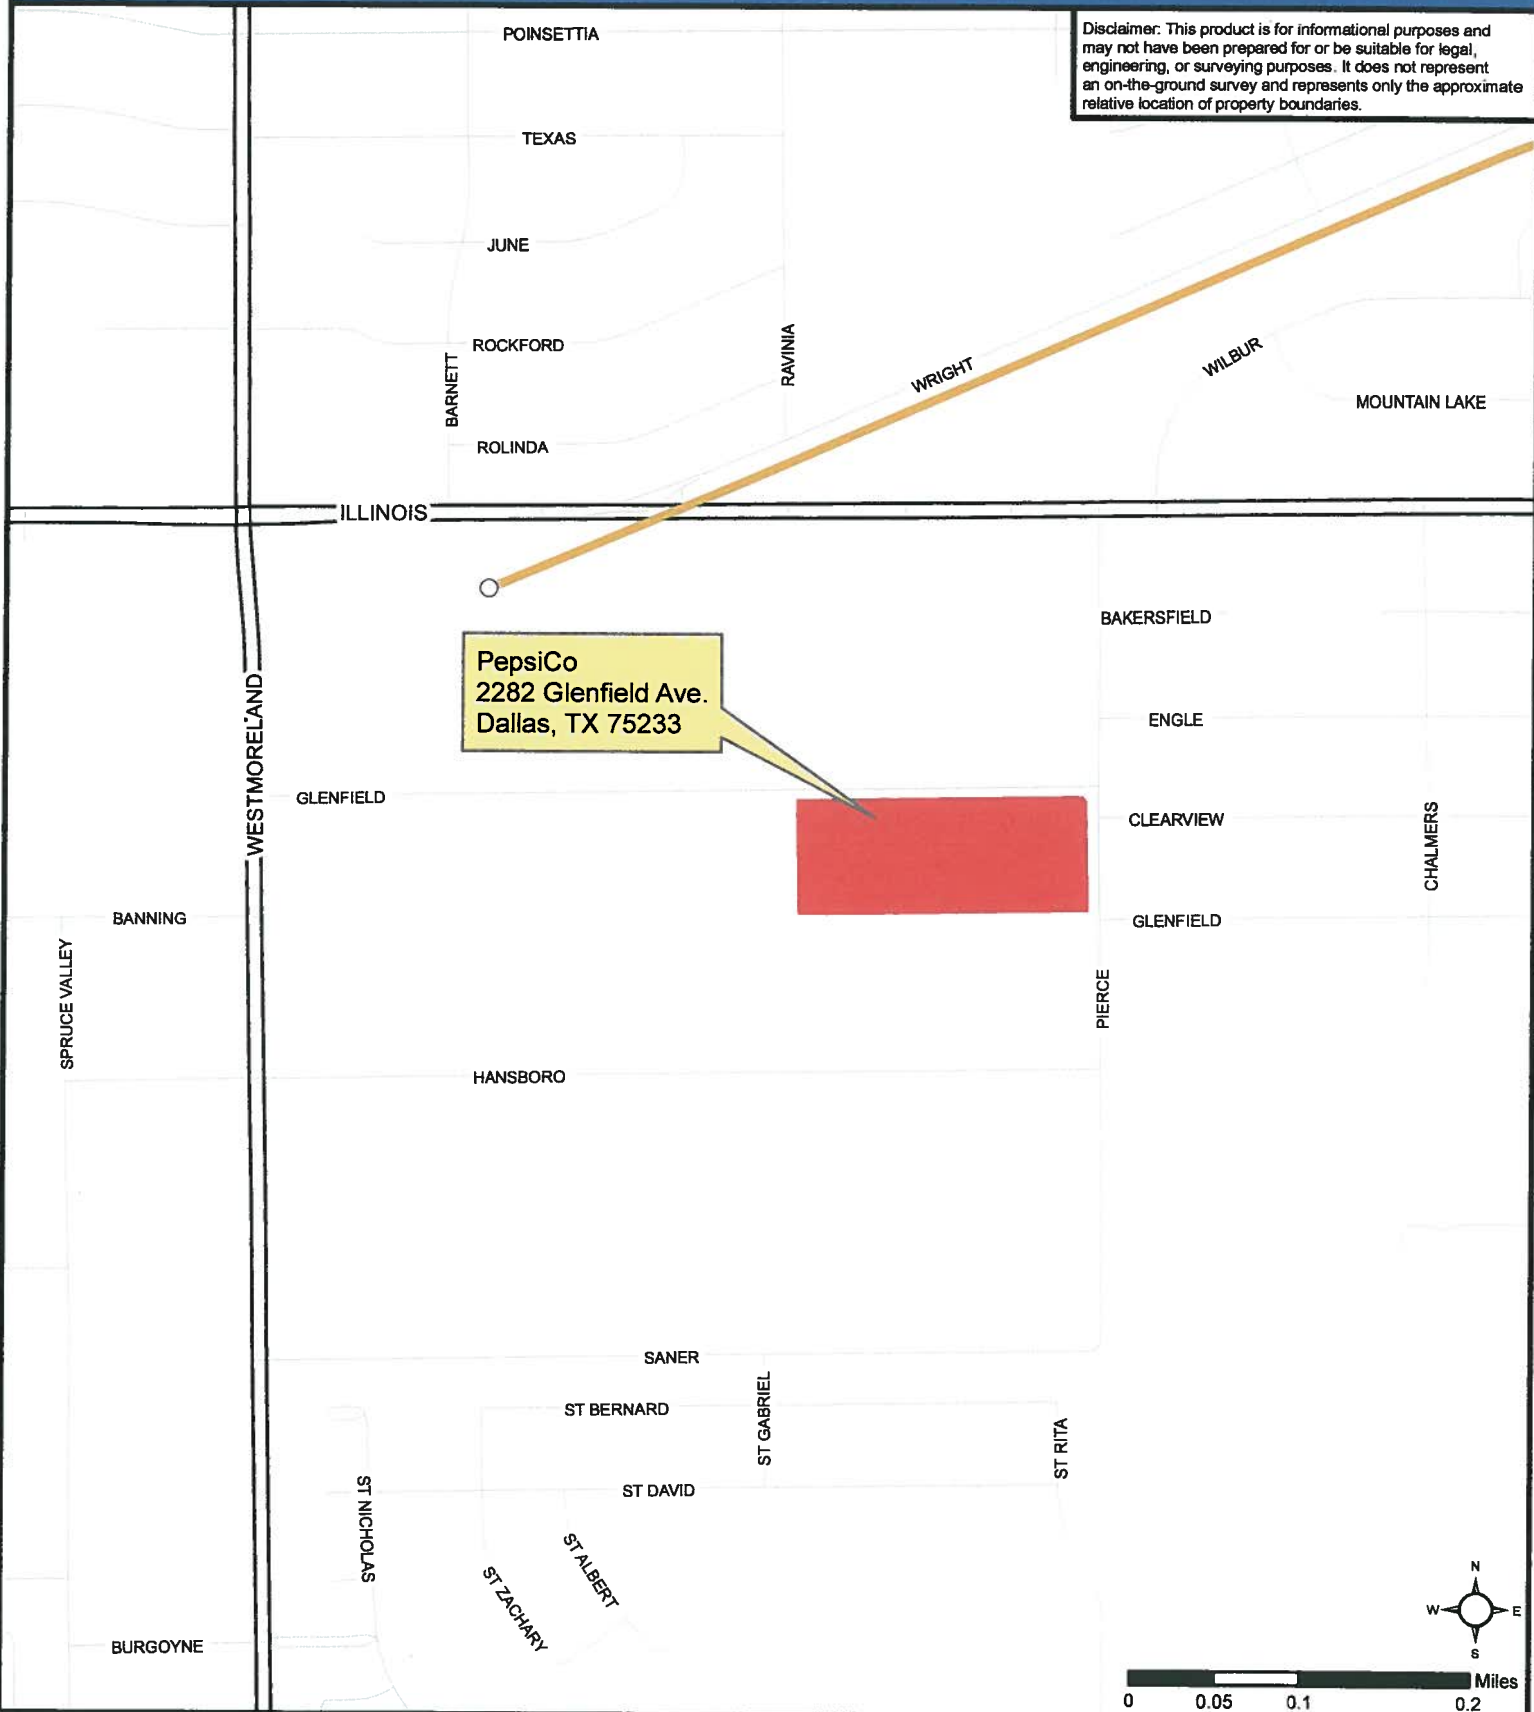 POINSETTIA
Disclaimer: This product is for informational purposes and
may not have been prepared for or be suitable for legal,
engineering, or surveying purposes. It does not represent
an on-the-ground survey and represents only the approximate
relative location of property boundaries.
TEXAS
JUNE
ROCKFORD
BARNETT
RAVINIA
WRIGHT
WILBUR
MOUNTAIN LAKE
ROLINDA
ILLINOIS
BAKERSFIELD
PepsiCo
2282 Glenfield Ave.
Dallas, TX 75233
WESTMORELAND
ENGLE
GLENFIELD
CLEARVIEW
CHALMERS
BANNING
GLENFIELD
SPRUCE VALLEY
PIERCE
HANSBORO
SANER
ST BERNARD
ST GABRIEL
ST RITA
ST DAVID
ST NICHOLAS
ST ALBERT
ST ZACHARY
BURGOYNE
N
W E
S
Miles
0 0.05 0.1 0.2